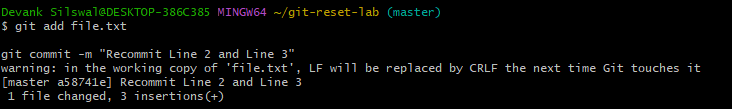 Devank Silswal@DESKTOP-386C385 MINGW64 ~/git-reset-lab (master)
$ git add file.txt
git commit -m "Recommit Line 2 and Line 3"
warning: in the working copy of 'file.txt', LF will be replaced by CRLF the next time Git touches it
[master a58741e] Recommit Line 2 and Line 3
1 file changed, 3 insertions(+)